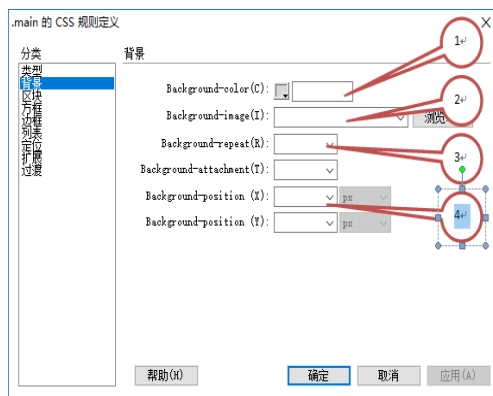 .main 的 CSS 规则定义
分类
背景
类型
背景
区块
方框
边框
列表
定位
扩展
过渡
Background-color(C):
1
Background-image(I):
浏览
2
Background-repeat(R):
3
Background-attachment(T):
Background-position (X):
px
4
Background-position (Y):
px
帮助(H)
确定
取消
应用(A)